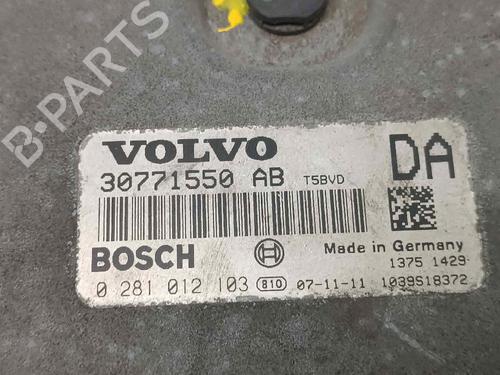 B-PARTS
VOLVO
DA
30771550 AB T5BVD
BOSCH
Made in Germany
1375 1429
0 281 012 103 810 07-11-11 1039S18372